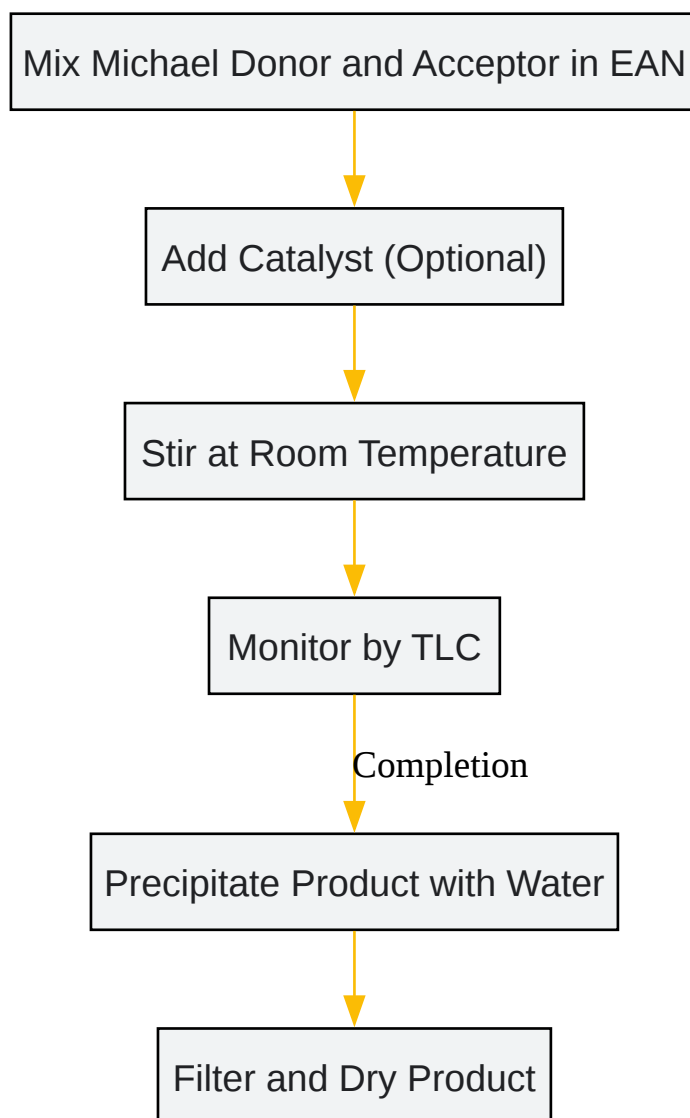 Mix Michael Donor and Acceptor in EAN
Add Catalyst (Optional)
Stir at Room Temperature
Monitor by TLC
Completion
Precipitate Product with Water
Filter and Dry Product